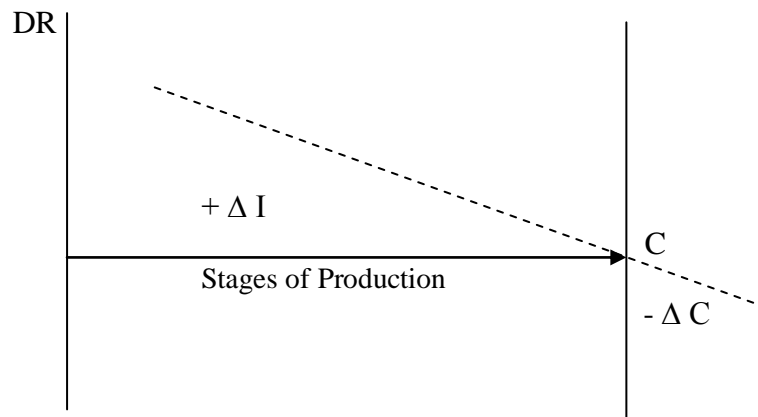 DR
+ Δ I
C
Stages of Production
- Δ C